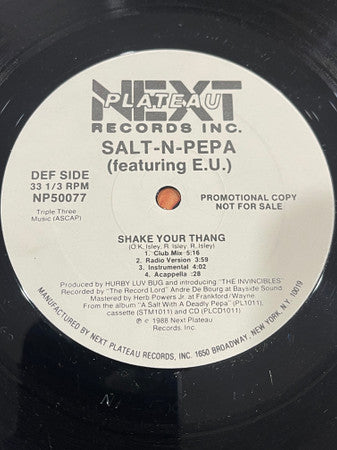 NEXT
PLATEAU
RECORDS INC.
SALT-N-PEPA
(featuring E.U.)
DEF SIDE
33 1/3 RPM
NP50077
Triple Three
Music (ASCAP)
PROMOTIONAL COPY
NOT FOR SALE
SHAKE YOUR THANG
(O.K. Isley, R. Isley, R. Isley)
1. Club Mix 5:16
2. Radio Version 3:59
3. Instrumental 4:02
4. Acappella :28
Produced by HURBY LUV BUG and introducing "THE INVINCIBLES
Recorded by "The Record Lord" Andre De Bourg at Bayside Sound
Mastered by Herb Powers Jr. at Frankford/Wayne
From the album "A Salt With A Deadly Pepa" (PL1011),
cassette (STM1011) and CD (PLCD1011)
℗ © 1988 Next Plateau
Records Inc.
MANUFACTURED BY NEXT PLATEAU RECORDS, INC. 1650 BROADWAY, NEW YORK, N.Y. 10019